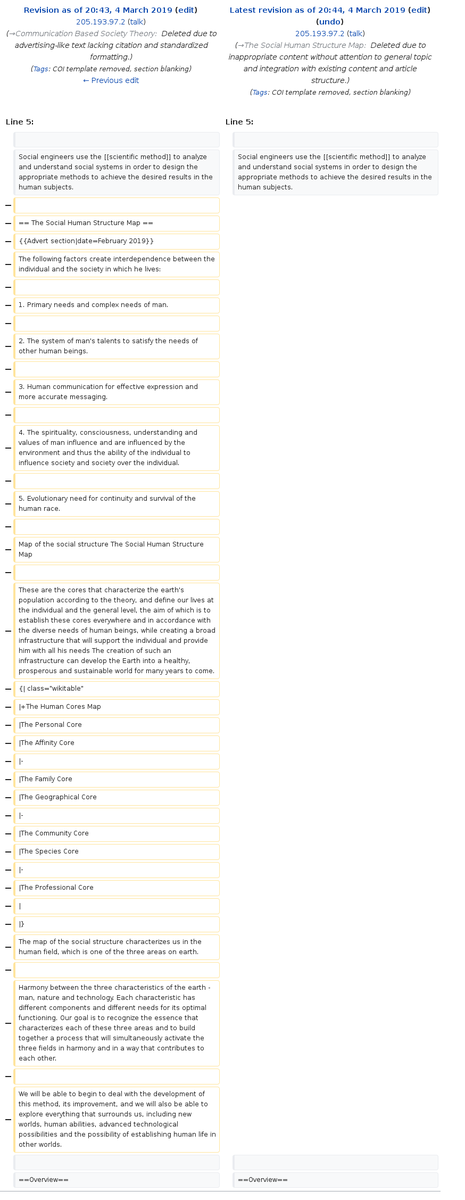 Revision as of 20:43, 4 March 2019 (edit)
205.193.97.2 (talk)
(→Communication Based Society Theory: Deleted due to
advertising-like text lacking citation and standardized
formatting.)
(Tags: COI template removed, section blanking)
← Previous edit
Latest revision as of 20:44, 4 March 2019 (edit)
(undo)
205.193.97.2 (talk)
(→The Social Human Structure Map: Deleted due to
inappropriate content without attention to general topic
and integration with existing content and article
structure.)
(Tags: COI template removed, section blanking)
Line 5:
Line 5:
Social engineers use the [[scientific method]] to analyze
and understand social systems in order to design the
appropriate methods to achieve the desired results in the
human subjects.
Social engineers use the [[scientific method]] to analyze
and understand social systems in order to design the
appropriate methods to achieve the desired results in the
human subjects.
−
− == The Social Human Structure Map ==
− {{Advert section|date=February 2019}}
− The following factors create interdependence between the
individual and the society in which he lives:
−
− 1. Primary needs and complex needs of man.
−
− 2. The system of man's talents to satisfy the needs of
other human beings.
−
− 3. Human communication for effective expression and
more accurate messaging.
−
− 4. The spirituality, consciousness, understanding and
values of man influence and are influenced by the
environment and thus the ability of the individual to
influence society and society over the individual.
−
− 5. Evolutionary need for continuity and survival of the
human race.
−
− Map of the social structure The Social Human Structure
Map
−
− These are the cores that characterize the earth's
population according to the theory, and define our lives at
the individual and the general level, the aim of which is to
establish these cores everywhere and in accordance with
the diverse needs of human beings, while creating a broad
infrastructure that will support the individual and provide
him with all his needs The creation of such an
infrastructure can develop the Earth into a healthy,
prosperous and sustainable world for many years to come.
− {| class="wikitable"
− |+The Human Cores Map
− |The Personal Core
− |The Affinity Core
− |-
− |The Family Core
− |The Geographical Core
− |-
− |The Community Core
− |The Species Core
− |-
− |The Professional Core
− |
− |}
− The map of the social structure characterizes us in the
human field, which is one of the three areas on earth.
−
− Harmony between the three characteristics of the earth -
man, nature and technology. Each characteristic has
different components and different needs for its optimal
functioning. Our goal is to recognize the essence that
characterizes each of these three areas and to build
together a process that will simultaneously activate the
three fields in harmony and in a way that contributes to
each other.
−
− We will be able to begin to deal with the development of
this method, its improvement, and we will also be able to
explore everything that surrounds us, including new
worlds, human abilities, advanced technological
possibilities and the possibility of establishing human life in
other worlds.
==Overview==
==Overview==